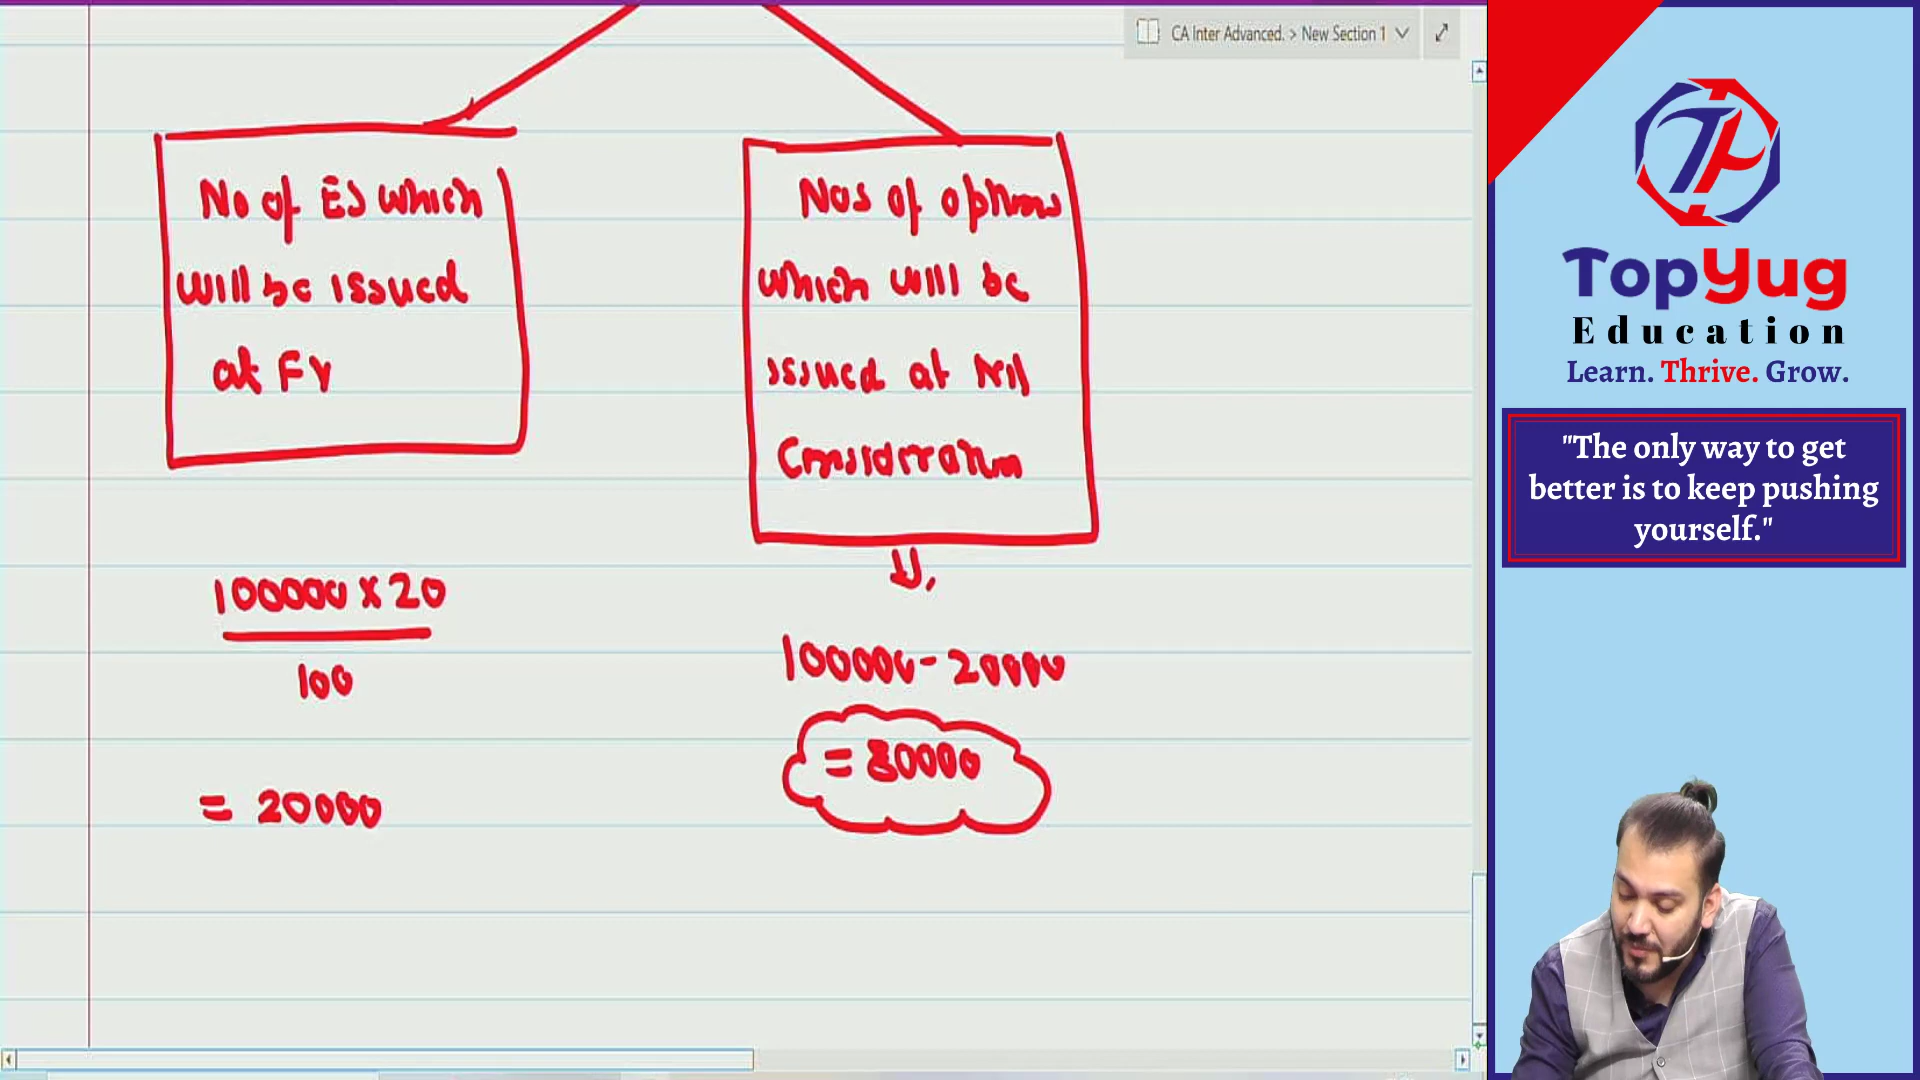 CA Inter Advanced. > New Section 1
No of ES which
will be issued
at FV
Nos of options
which will be
issued at Nil
Consideration
100000 x 20
100
= 20000
100000 - 20000
= 80000
TopYug
Education
Learn. Thrive. Grow.
"The only way to get
better is to keep pushing
yourself."